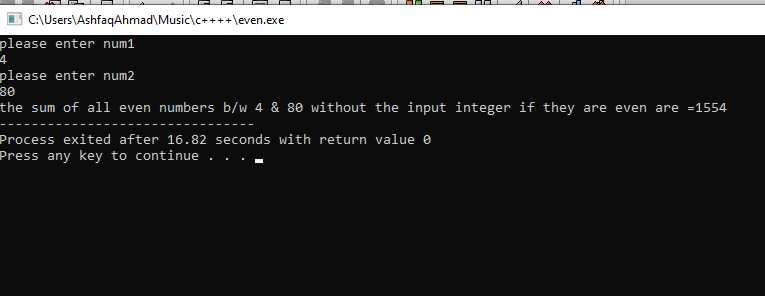 C:\Users\AshfaqAhmad\Music\c++++\even.exe
please enter num1
4
please enter num2
80
the sum of all even numbers b/w 4 & 80 without the input integer if they are even are =1554
--------------------------------
Process exited after 16.82 seconds with return value 0
Press any key to continue . . .